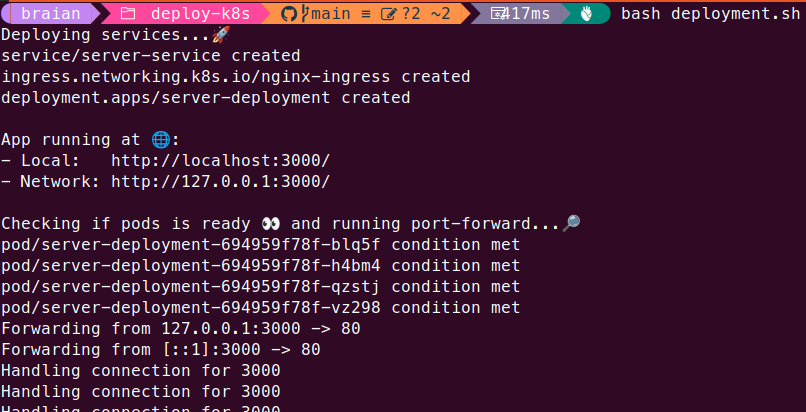 braian deploy-k8s main ≡ ?2 ~2 417ms bash deployment.sh
Deploying services...🚀
service/server-service created
ingress.networking.k8s.io/nginx-ingress created
deployment.apps/server-deployment created
App running at 🌐:
- Local:   http://localhost:3000/
- Network: http://127.0.0.1:3000/
Checking if pods is ready 👀 and running port-forward...🔎
pod/server-deployment-694959f78f-blq5f condition met
pod/server-deployment-694959f78f-h4bm4 condition met
pod/server-deployment-694959f78f-qzstj condition met
pod/server-deployment-694959f78f-vz298 condition met
Forwarding from 127.0.0.1:3000 -> 80
Forwarding from [::1]:3000 -> 80
Handling connection for 3000
Handling connection for 3000
Handling connection for 3000